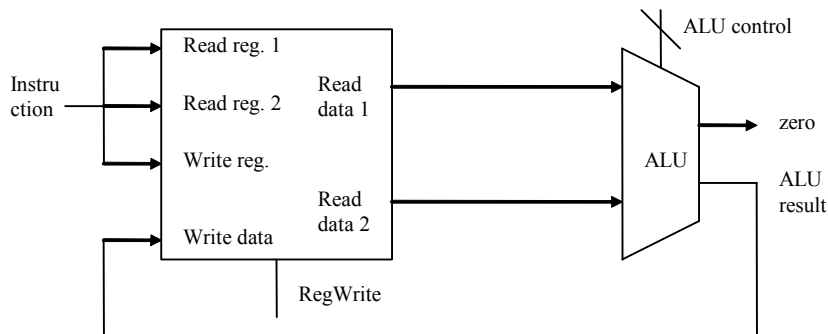 Read reg. 1
ALU control
Instru
ction
Read reg. 2
Read
data 1
zero
Write reg.
ALU
ALU
result
Read
data 2
Write data
RegWrite